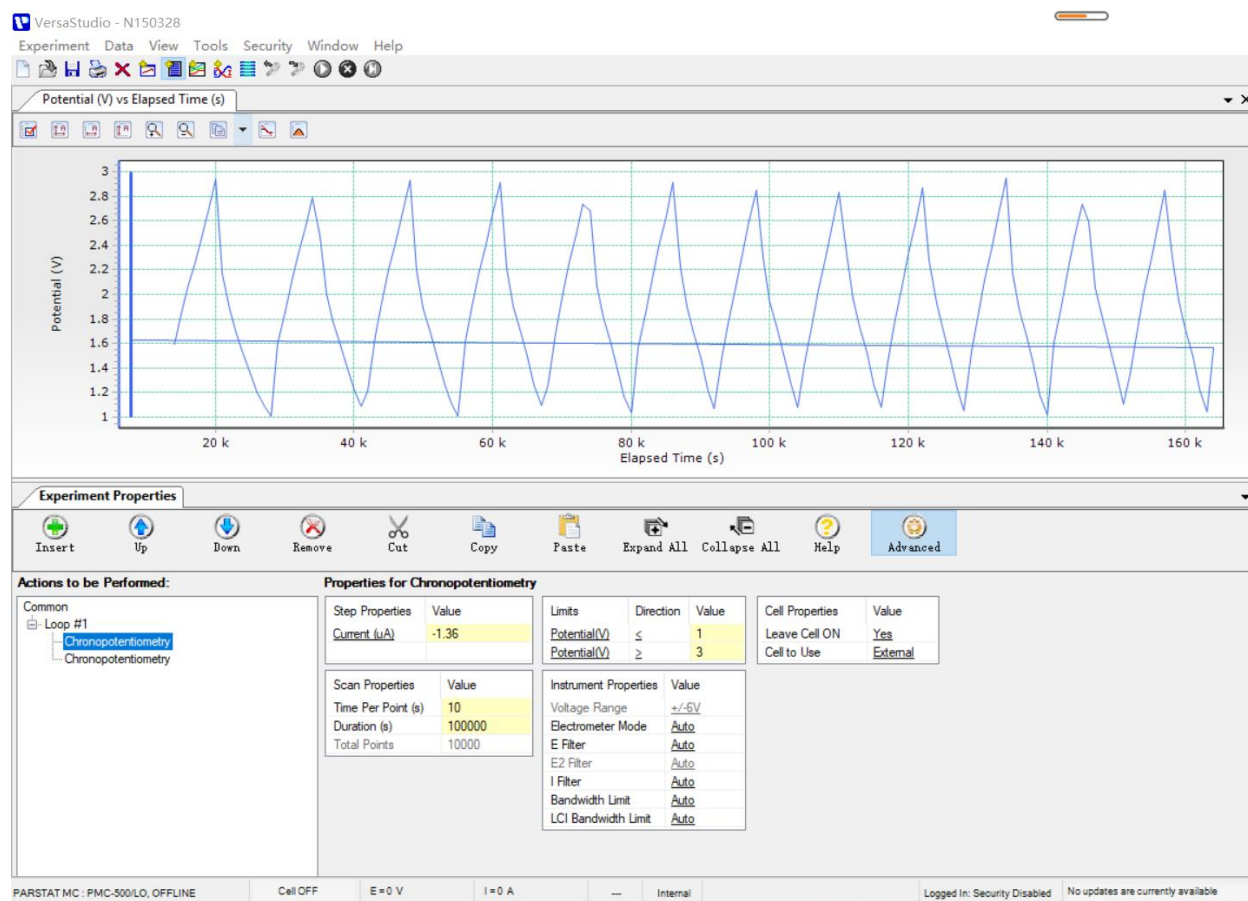 VersaStudio - N150328
Experiment Data View Tools Security Window Help
Potential (V) vs Elapsed Time (s)
3
2.8
2.6
2.4
2.2
2
1.8
1.6
1.4
1.2
1
Potential (V)
20 k 40 k 60 k 80 k 100 k 120 k 140 k 160 k
Elapsed Time (s)
Experiment Properties
Insert Up Down Remove Cut Copy Paste Expand All Collapse All Help Advanced
Actions to be Performed:
Common
Loop #1
Chronopotentiometry
Chronopotentiometry
Properties for Chronopotentiometry
Step Properties Value
Current (uA) -1.36
Limits Direction Value
Potential(V) ≤ 1
Potential(V) ≥ 3
Cell Properties Value
Leave Cell ON Yes
Cell to Use External
Scan Properties Value
Time Per Point (s) 10
Duration (s) 100000
Total Points 10000
Instrument Properties Value
Voltage Range +/-6V
Electrometer Mode Auto
E Filter Auto
E2 Filter Auto
I Filter Auto
Bandwidth Limit Auto
LCI Bandwidth Limit Auto
PARSTAT MC : PMC-500/LO, OFFLINE Cell OFF E = 0 V I = 0 A --- Internal Logged In: Security Disabled No updates are currently available